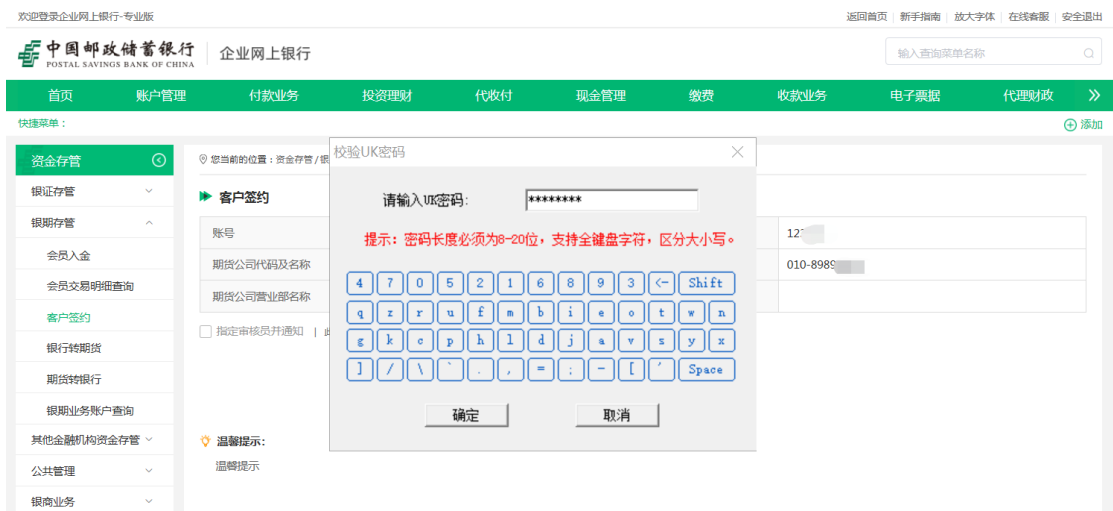 欢迎登录企业网上银行-专业版
返回首页 新手指南 放大字体 在线客服 安全退出
中国邮政储蓄银行
POSTAL SAVINGS BANK OF CHINA
企业网上银行
输入查询菜单名称
首页 账户管理 付款业务 投资理财 代收付 现金管理 缴费 收款业务 电子票据 代理财政
快捷菜单：
添加
资金存管
您当前的位置：资金存管/银
校验UK密码
银证存管
客户签约
请输入UK密码: ********
银期存管
账号
12
提示：密码长度必须为8-20位，支持全键盘字符，区分大小写。
会员入金
期货公司代码及名称
010-8989
会员交易明细查询
4 7 0 5 2 1 6 8 9 3 <- Shift
期货公司营业部名称
客户签约
q z r u f m b i e o t w n
指定审核员并通知 |
银行转期货
g k c p h l d j a v s y x
期货转银行
] / \ ` . , = ; - [ ' Space
银期业务账户查询
确定 取消
其他金融机构资金存管
温馨提示:
公共管理
温馨提示
银商业务